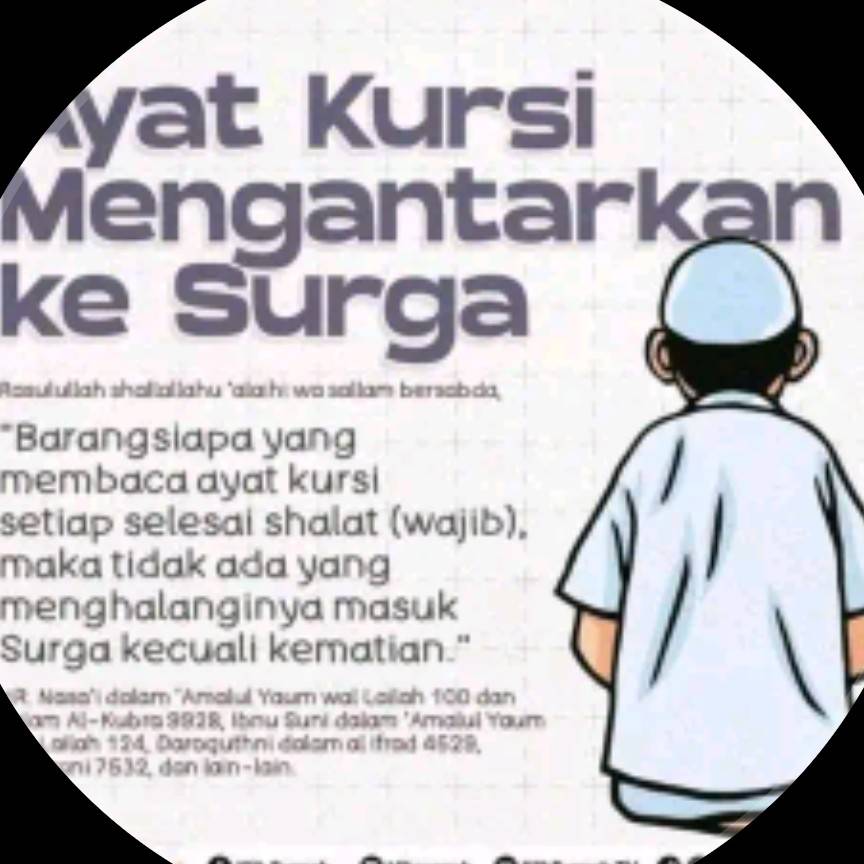 Ayat Kursi
Mengantarkan
ke Surga
Rasulullah shallallahu 'alaihi wa sallam bersabda,
"Barangsiapa yang
membaca ayat kursi
setiap selesai shalat (wajib),
maka tidak ada yang
menghalanginya masuk
Surga kecuali kematian."
HR. Nasa'i dalam 'Amalul Yaum wal Lailah 100 dan
Al-Kubra 9928, Ibnu Suni dalam 'Amalul Yaum
Lailah 124, Daroquthni dalam al Ifrad 4529,
7532, dan lain-lain.